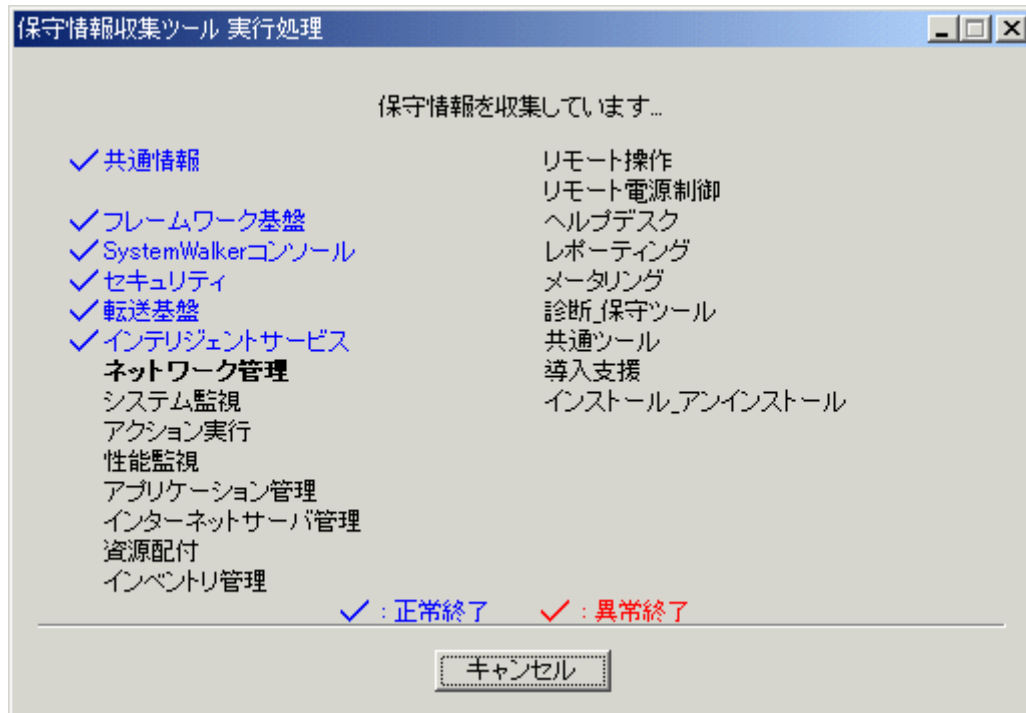 保守情報収集ツール 実行処理
保守情報を収集しています...
共通情報
フレームワーク基盤
SystemWalkerコンソール
セキュリティ
転送基盤
インテリジェントサービス
ネットワーク管理
システム監視
アクション実行
性能監視
アプリケーション管理
インターネットサーバ管理
資源配付
インベントリ管理
リモート操作
リモート電源制御
ヘルプデスク
レポーティング
メータリング
診断_保守ツール
共通ツール
導入支援
インストール_アンインストール
✓：正常終了 ✓：異常終了
キャンセル